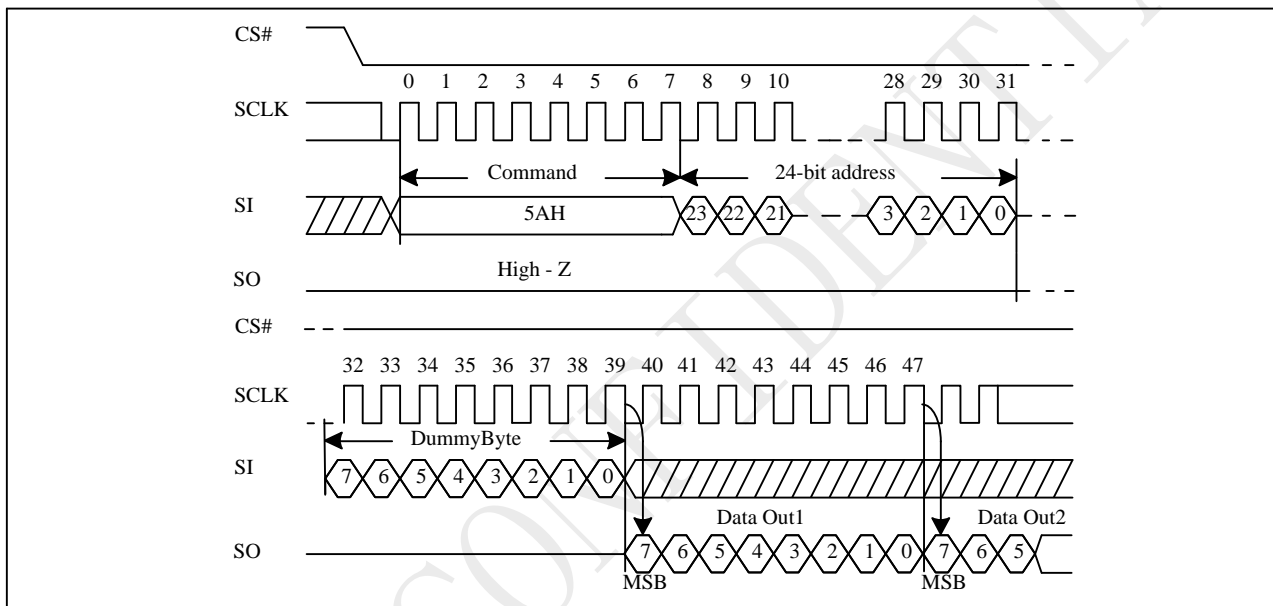 CS#
0 1 2 3 4 5 6 7 8 9 10 28 29 30 31
SCLK
Command 24-bit address
SI 5AH 23 22 21 3 2 1 0
High - Z
SO
CS#
32 33 34 35 36 37 38 39 40 41 42 43 44 45 46 47
SCLK
DummyByte
SI 7 6 5 4 3 2 1 0
Data Out1 Data Out2
SO 7 6 5 4 3 2 1 0 7 6 5
MSB MSB